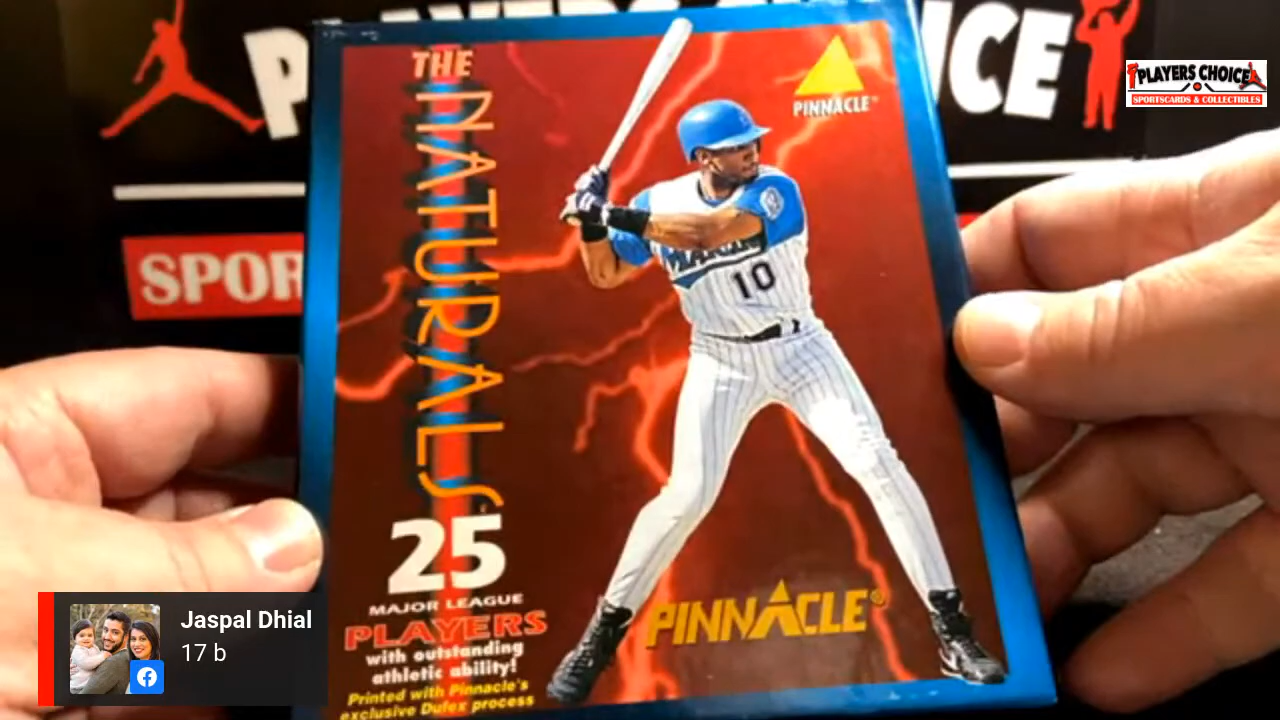 PLAYERS CHOICE
SPORTSCARDS & COLLECTIBLES
THE
NATURALS
PINNACLE
10
25
MAJOR LEAGUE
PLAYERS
with outstanding
athletic ability!
Printed with Pinnacle's
exclusive Dufex process
PINNACLE®
SPOR
Jaspal Dhial
17 b